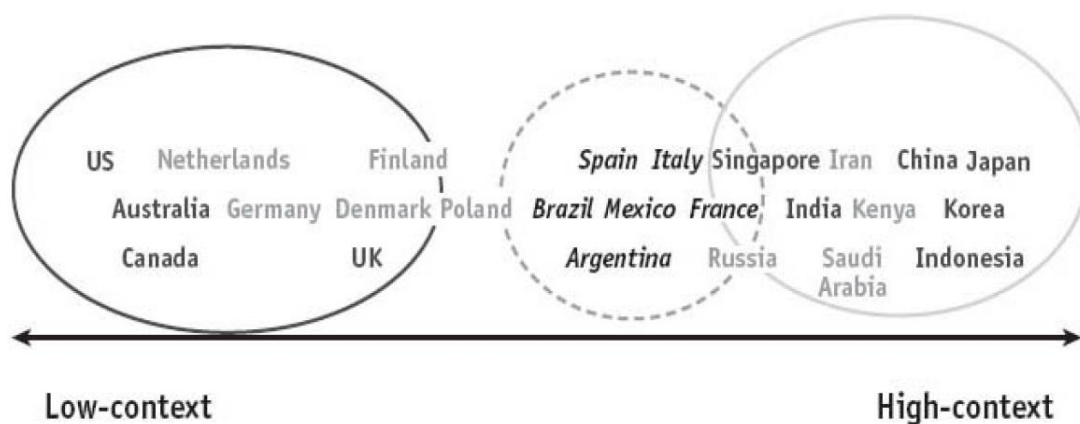 US Netherlands Finland Spain Italy Singapore Iran China Japan
Australia Germany Denmark Poland Brazil Mexico France India Kenya Korea
Canada UK Argentina Russia Saudi Arabia Indonesia
Low-context High-context